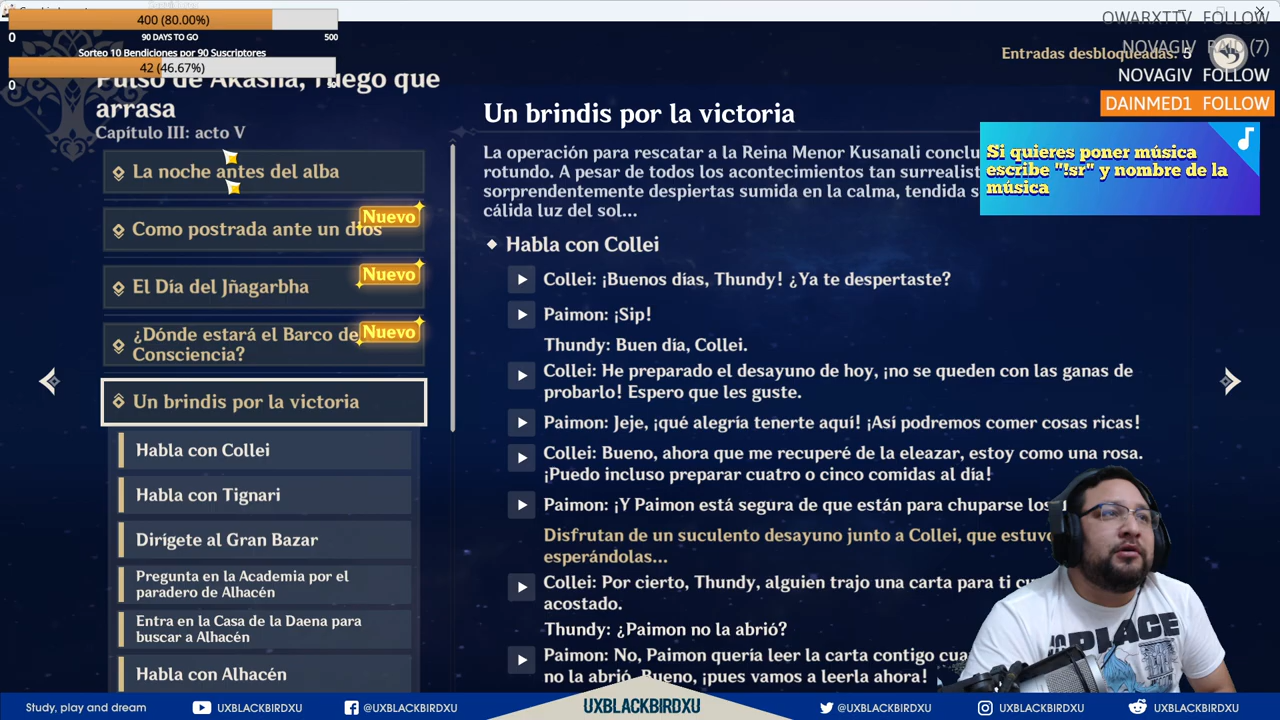 400 (80.00%)
0
90 DAYS TO GO
500
Sorteo 10 Bendiciones por 90 Suscriptores
42 (46.67%)
0
Pulso de Akasha, fuego que
arrasa
Capítulo III: acto V
La noche antes del alba
Como postrada ante un dios
Nuevo
El Día del Jñagarbha
Nuevo
¿Dónde estará el Barco de
Consciencia?
Nuevo
Un brindis por la victoria
Habla con Collei
Habla con Tignari
Dirígete al Gran Bazar
Pregunta en la Academia por el
paradero de Alhacén
Entra en la Casa de la Daena para
buscar a Alhacén
Habla con Alhacén
Entradas desbloqueadas: 5
OWARXTTV FOLLOW
NOVAGIV RAID (7)
NOVAGIV FOLLOW
DAINMED1 FOLLOW
Si quieres poner música
escribe "!sr" y nombre de la
música
Un brindis por la victoria
La operación para rescatar a la Reina Menor Kusanali
rotundo. A pesar de todos los acontecimientos tan
sorprendentemente despiertas sumida en la calma, tendida
cálida luz del sol...
Habla con Collei
Collei: ¡Buenos días, Thundy! ¿Ya te despertaste?
Paimon: ¡Sip!
Thundy: Buen día, Collei.
Collei: He preparado el desayuno de hoy, ¡no se queden con las ganas de
probarlo! Espero que les guste.
Paimon: Jeje, ¡qué alegría tenerte aquí! ¡Así podremos comer cosas ricas!
Collei: Bueno, ahora que me recuperé de la eleazar, estoy como una rosa.
¡Puedo incluso preparar cuatro o cinco comidas al día!
Paimon: ¡Y Paimon está segura de que están para chuparse los
Disfrutan de un suculento desayuno junto a Collei, que estuvo
esperándolas...
Collei: Por cierto, Thundy, alguien trajo una carta para ti
acostado.
Thundy: ¿Paimon no la abrió?
Paimon: No, Paimon quería leer la carta contigo
no la abrió. Bueno, ¡pues vamos a leerla ahora!
PLACE
Study, play and dream
UXBLACKBIRDXU
@UXBLACKBIRDXU
UXBLACKBIRDXU
@UXBLACKBIRDXU
UXBLACKBIRDXU
UXBLACKBIRDXU